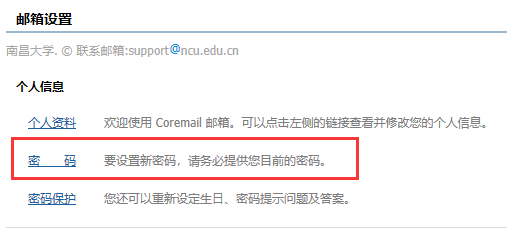 邮箱设置
南昌大学. © 联系邮箱:support@ncu.edu.cn
个人信息
个人资料 欢迎使用 Coremail 邮箱。可以点击左侧的链接查看并修改您的个人信息。
密 码 要设置新密码，请务必提供您目前的密码。
密码保护 您还可以重新设定生日、密码提示问题及答案。